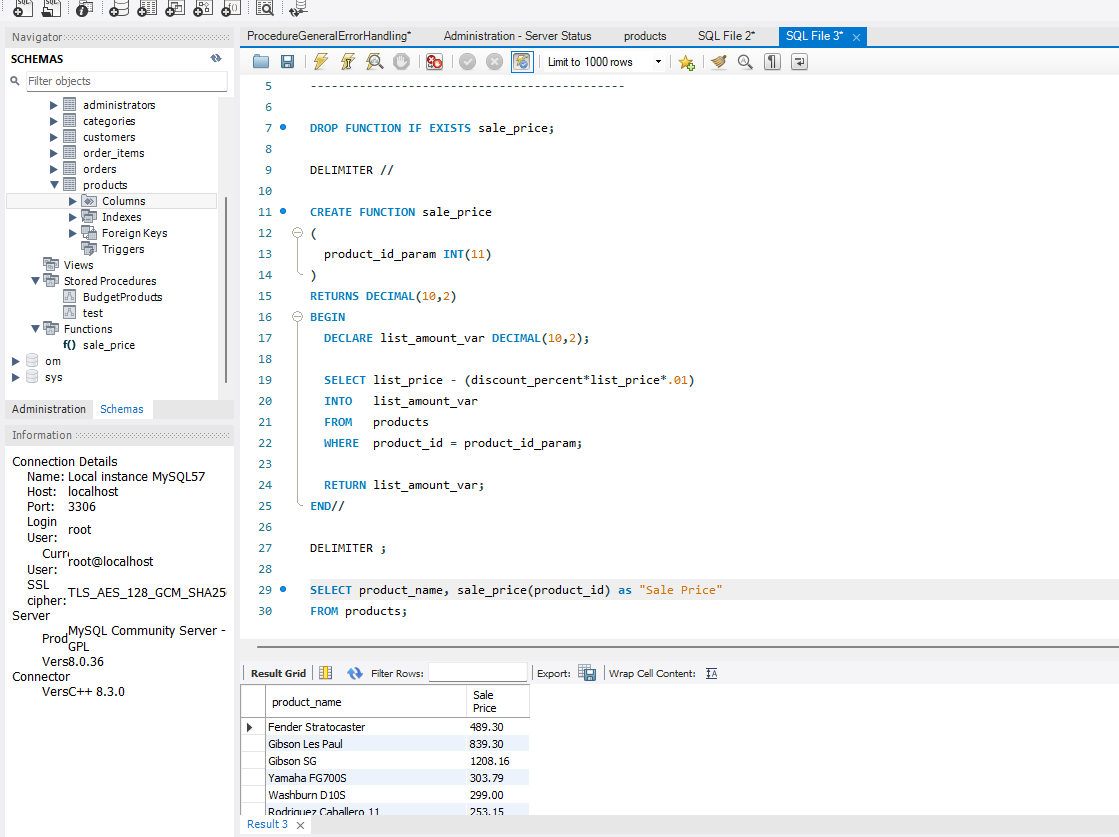 Navigator
SCHEMAS
Filter objects
administrators
categories
customers
order_items
orders
products
Columns
Indexes
Foreign Keys
Triggers
Views
Stored Procedures
BudgetProducts
test
Functions
f() sale_price
om
sys
Administration Schemas
Information
Connection Details
Name: Local instance MySQL57
Host: localhost
Port: 3306
Login
User: root
Curr
User: root@localhost
SSL
cipher: TLS_AES_128_GCM_SHA25
Server
Prod MySQL Community Server -
GPL
Vers 8.0.36
Connector
Vers C++ 8.3.0
ProcedureGeneralErrorHandling* Administration - Server Status products SQL File 2* SQL File 3*
Limit to 1000 rows
5 ---------------------------------------------
6
7 DROP FUNCTION IF EXISTS sale_price;
8
9 DELIMITER //
10
11 CREATE FUNCTION sale_price
12 (
13 product_id_param INT(11)
14 )
15 RETURNS DECIMAL(10,2)
16 BEGIN
17 DECLARE list_amount_var DECIMAL(10,2);
18
19 SELECT list_price - (discount_percent*list_price*.01)
20 INTO list_amount_var
21 FROM products
22 WHERE product_id = product_id_param;
23
24 RETURN list_amount_var;
25 END//
26
27 DELIMITER ;
28
29 SELECT product_name, sale_price(product_id) as "Sale Price"
30 FROM products;
Result Grid Filter Rows: Export: Wrap Cell Content:
product_name Sale
Price
Fender Stratocaster 489.30
Gibson Les Paul 839.30
Gibson SG 1208.16
Yamaha FG700S 303.79
Washburn D10S 299.00
Rodriguez Caballero 11 253.15
Result 3